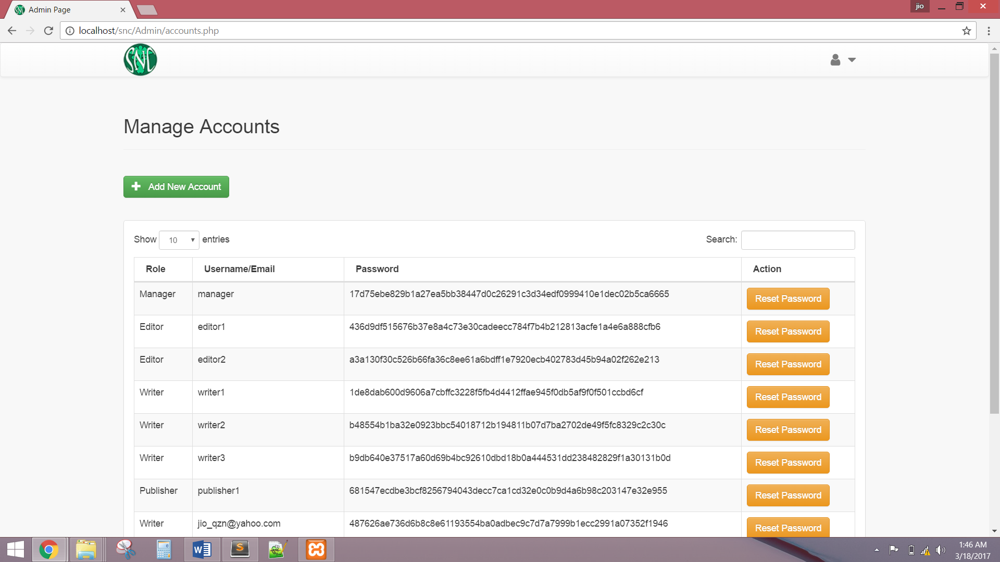 Admin Page
jio
localhost/snc/Admin/accounts.php
SNC
Manage Accounts
Add New Account
Show 10 entries
Search:
Role Username/Email Password Action
Manager manager 17d75ebe829b1a27ea5bb38447d0c26291c3d34edf0999410e1dec02b5ca6665 Reset Password
Editor editor1 436d9df515676b37e8a4c73e30cadeecc784f7b4b212813acfe1a4e6a888cfb6 Reset Password
Editor editor2 a3a130f30c526b66fa36c8ee61a6bdff1e7920ecb402783d45b94a02f262e213 Reset Password
Writer writer1 1de8dab600d9606a7cbffc3228f5fb4d4412ffae945f0db5af9f0f501ccbd6cf Reset Password
Writer writer2 b48554b1ba32e0923bbc54018712b194811b07d7ba2702de49f5fc8329c2c30c Reset Password
Writer writer3 b9db640e37517a60d69b4bc92610dbd18b0a444531dd238482829f1a30131b0d Reset Password
Publisher publisher1 681547ecdbe3bcf8256794043decc7ca1cd32e0c0b9d4a6b98c203147e32e955 Reset Password
Writer jio_qzn@yahoo.com 487626ae736d6b8c8e61193554ba0adbec9c7d7a7999b1ecc2991a07352f1946 Reset Password
1:46 AM
3/18/2017